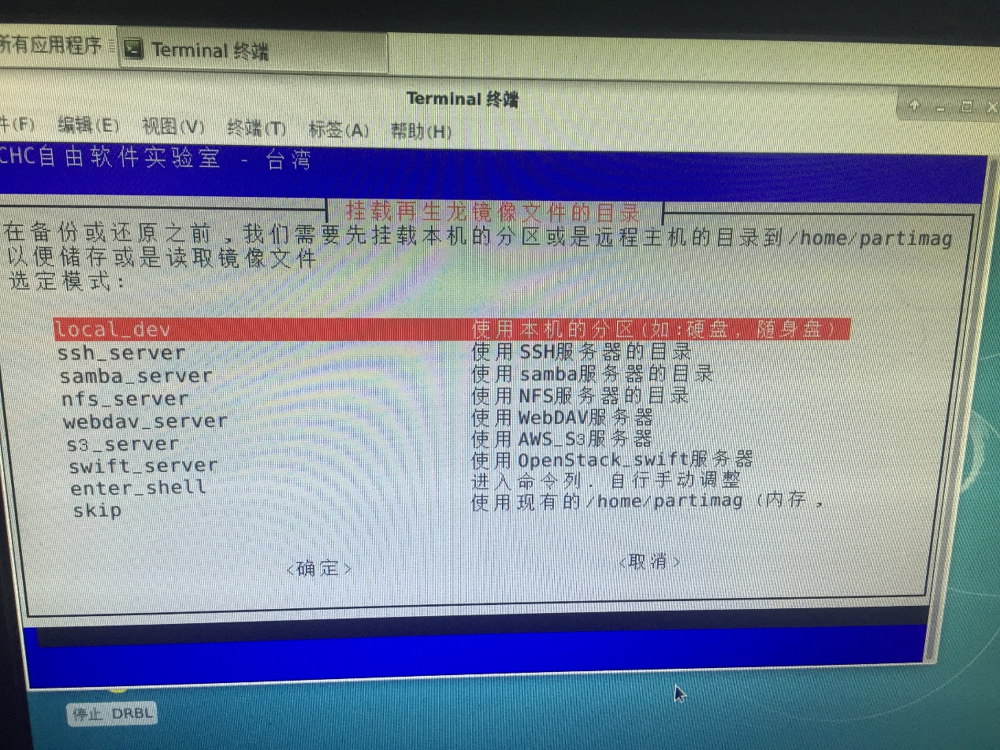 所有应用程序 Terminal 终端
Terminal 终端
件(F) 编辑(E) 视图(V) 终端(T) 标签(A) 帮助(H)
CHC自由软件实验室 - 台湾
挂载再生龙镜像文件的目录
在备份或还原之前,我们需要先挂载本机的分区或是远程主机的目录到/home/partimag
以便储存或是读取镜像文件
选定模式:
local_dev 使用本机的分区(如:硬盘, 随身盘)
ssh_server 使用SSH服务器的目录
samba_server 使用samba服务器的目录
nfs_server 使用NFS服务器的目录
webdav_server 使用WebDAV服务器
s3_server 使用AWS_S3服务器
swift_server 使用OpenStack_swift服务器
enter_shell 进入命令列. 自行手动调整
skip 使用现有的/home/partimag (内存,
<确定> <取消>
停止 DRBL